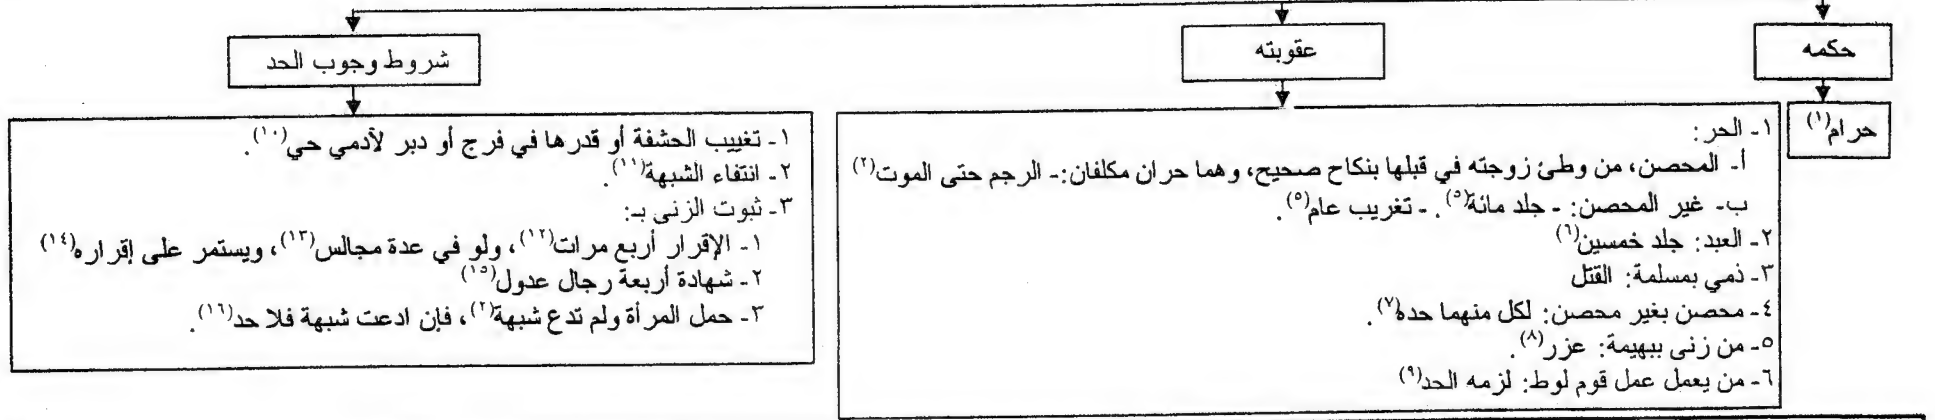 حكمه
حرام(١)
عقوبته
١- الحر:
أ- المحصن، من وطئ زوجته في قبلها بنكاح صحيح، وهما حران مكلفان:- الرجم حتى الموت(٢)
ب- غير المحصن: - جلد مائة(٥). - تغريب عام(٥).
٢- العبد: جلد خمسين(٦)
٣- ذمي بمسلمة: القتل
٤- محصن بغير محصن: لكل منهما حده(٧).
٥- من زنى ببهيمة: عزر(٨).
٦- من يعمل عمل قوم لوط: لزمه الحد(٩)
شروط وجوب الحد
١- تغييب الحشفة أو قدرها في فرج أو دبر لآدمي حي(١٠).
٢- انتفاء الشبهة(١١).
٣- ثبوت الزنى بـ:
١- الإقرار أربع مرات(١٢)، ولو في عدة مجالس(١٣)، ويستمر على إقراره(١٤)
٢- شهادة أربعة رجال عدول(١٥)
٣- حمل المرأة ولم تدع شبهة(٢)، فإن ادعت شبهة فلا حد(١٦).